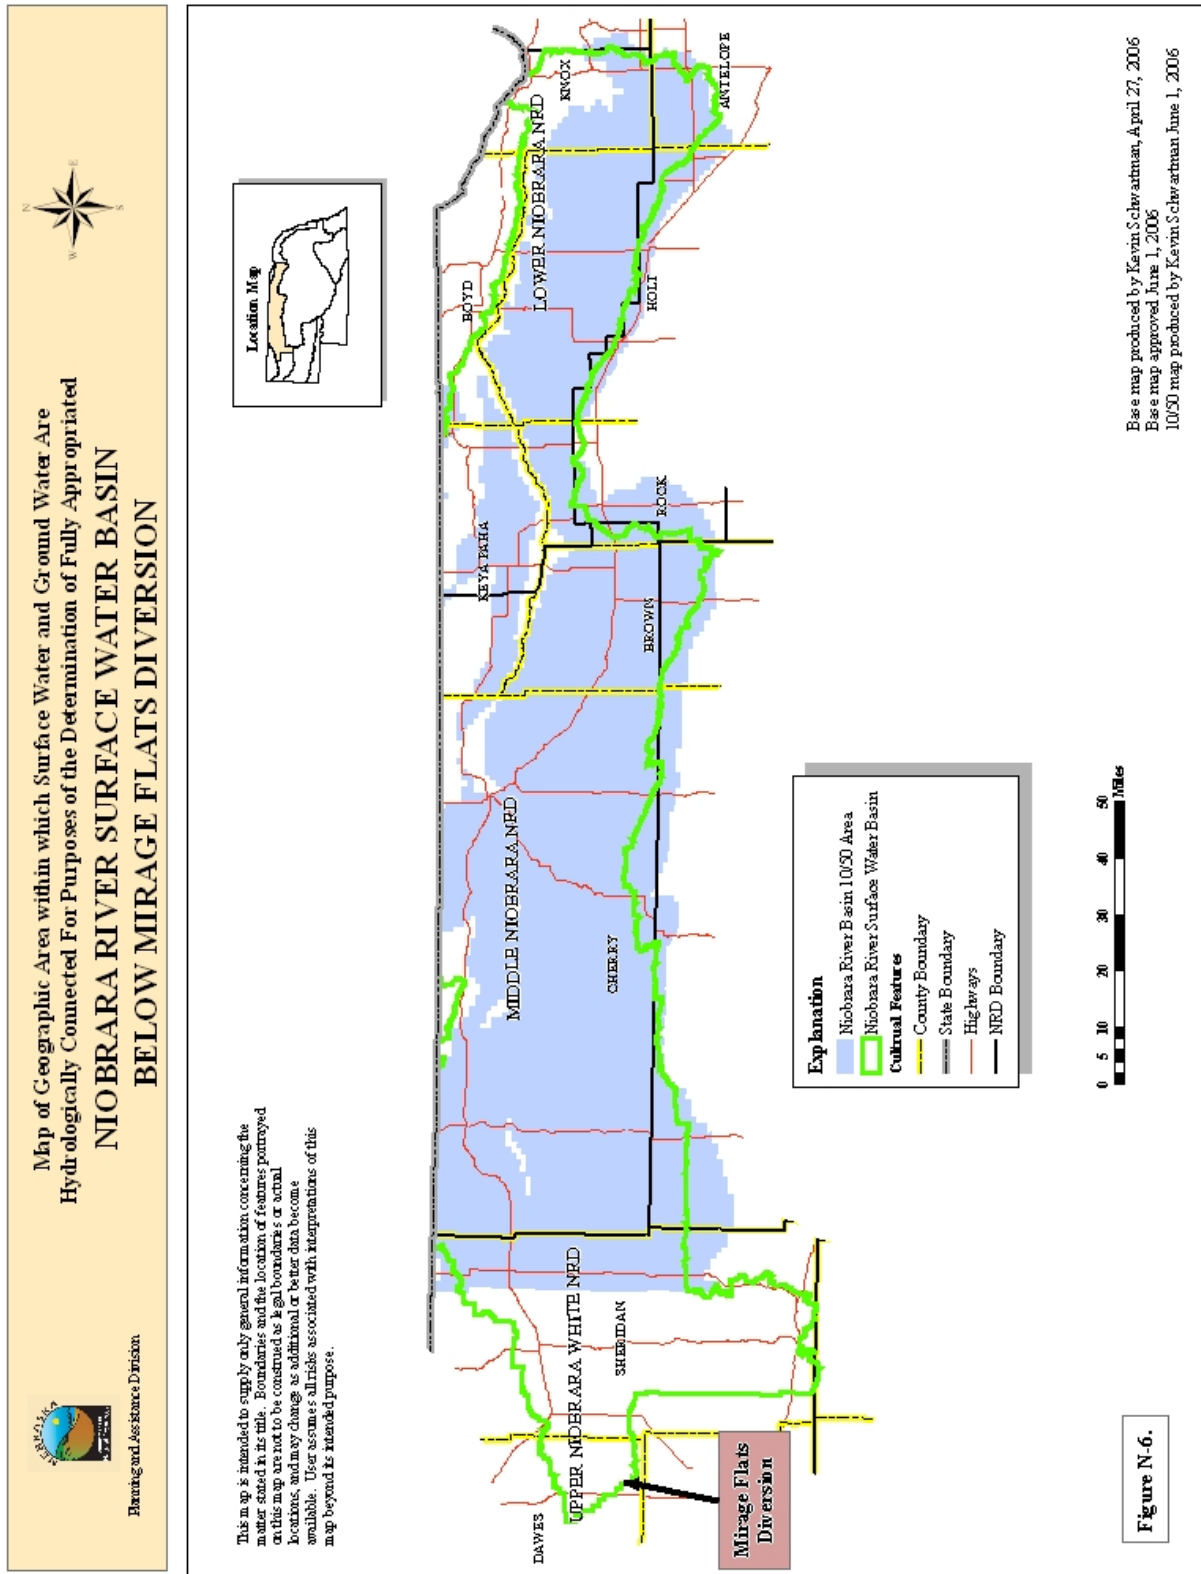 Map of Geographic Area within which Surface Water and Ground Water Are
Hydrologically Connected For Purposes of the Determination of Fully Appropriated
NIOBRARA RIVER SURFACE WATER BASIN
BELOW MIRAGE FLATS DIVERSION
NEBRASKA
Planning and Assistance Division
N
W
E
S
This map is intended to supply only general information concerning the
matter stated in its title. Boundaries and the location of features portrayed
on this map are not to be construed as legal boundaries or actual
locations, and may change as additional or better data become
available. User assumes all risks associated with interpretations of this
map beyond its intended purpose.
Location Map
BOYD
KNOX
LOWER NIOBRARA NRD
ANTELOPE
HOLT
KEYA PAHA
ROCK
BROWN
MIDDLE NIOBRARA NRD
CHERRY
UPPER NIOBRARA WHITE NRD
SHERIDAN
DAWES
Mirage Flats
Diversion
Explanation
Niobrara River Basin 10/50 Area
Niobrara River Surface Water Basin
Cultrual Features
County Boundary
State Boundary
Highways
NRD Boundary
0 5 10 20 30 40 50
Miles
Base map produced by Kevin Schwartman, April 27, 2006
Base map approved June 1, 2006
10/50 map produced by Kevin Schwartman June 1, 2006
Figure N-6.